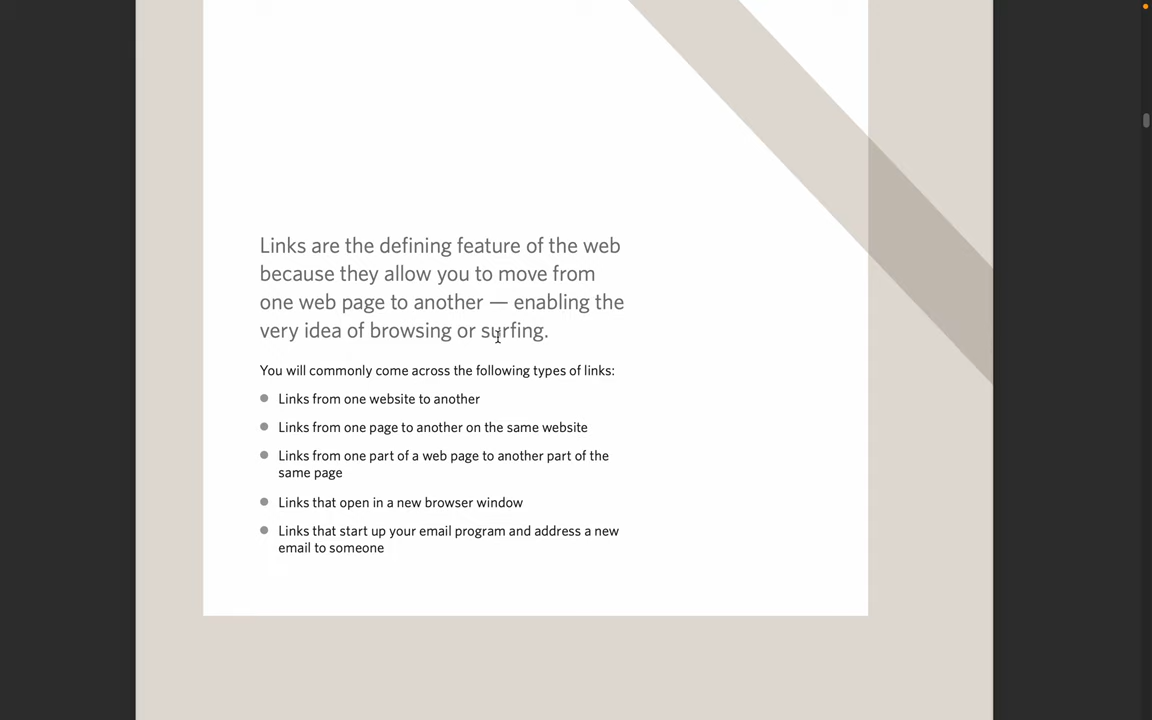 Links are the defining feature of the web
because they allow you to move from
one web page to another — enabling the
very idea of browsing or surfing.
You will commonly come across the following types of links:
Links from one website to another
Links from one page to another on the same website
Links from one part of a web page to another part of the
same page
Links that open in a new browser window
Links that start up your email program and address a new
email to someone